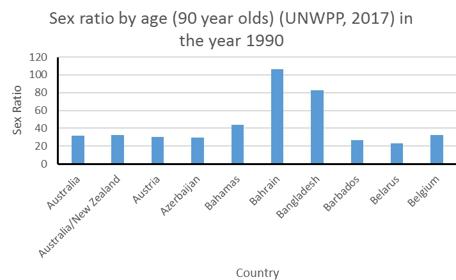 Sex ratio by age (90 year olds) (UNWPP, 2017) in
the year 1990
Sex Ratio
120
100
80
60
40
20
0
Australia
Australia/New Zealand
Austria
Azerbaijan
Bahamas
Bahrain
Bangladesh
Barbados
Belarus
Belgium
Country